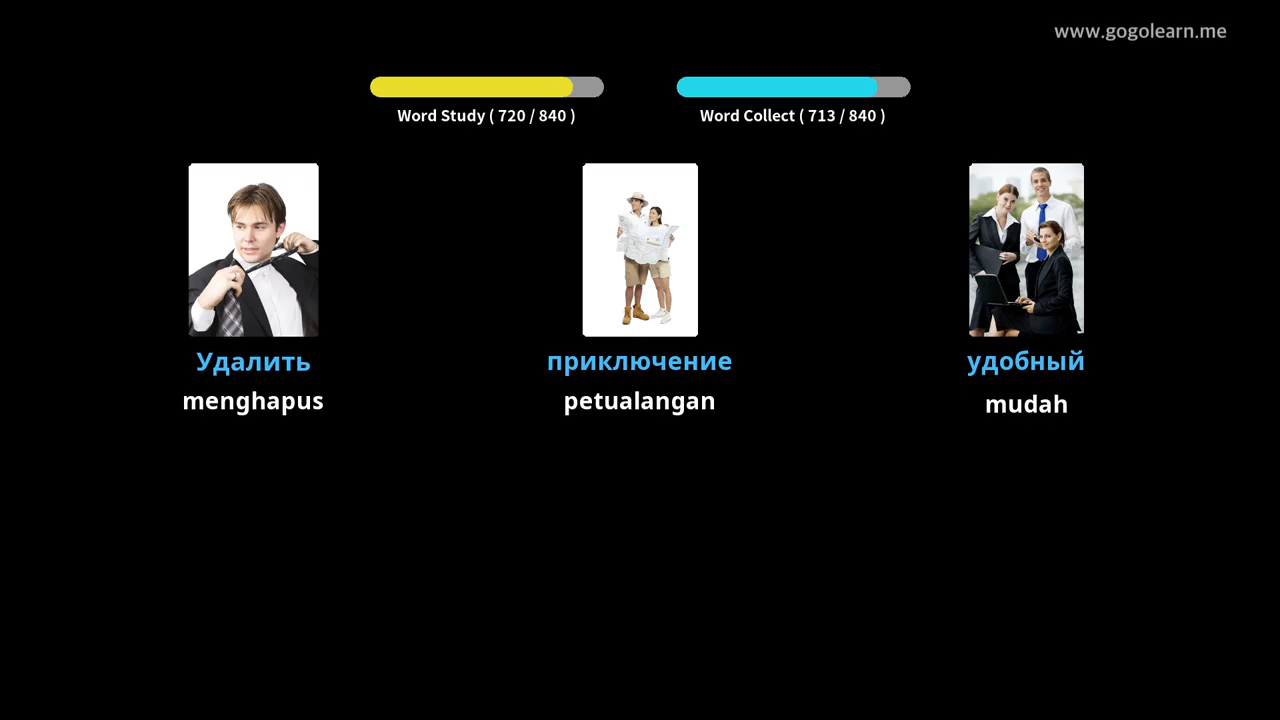 www.gogolearn.me
Word Study ( 720 / 840 )
Word Collect ( 713 / 840 )
Удалить
menghapus
приключение
petualangan
удобный
mudah